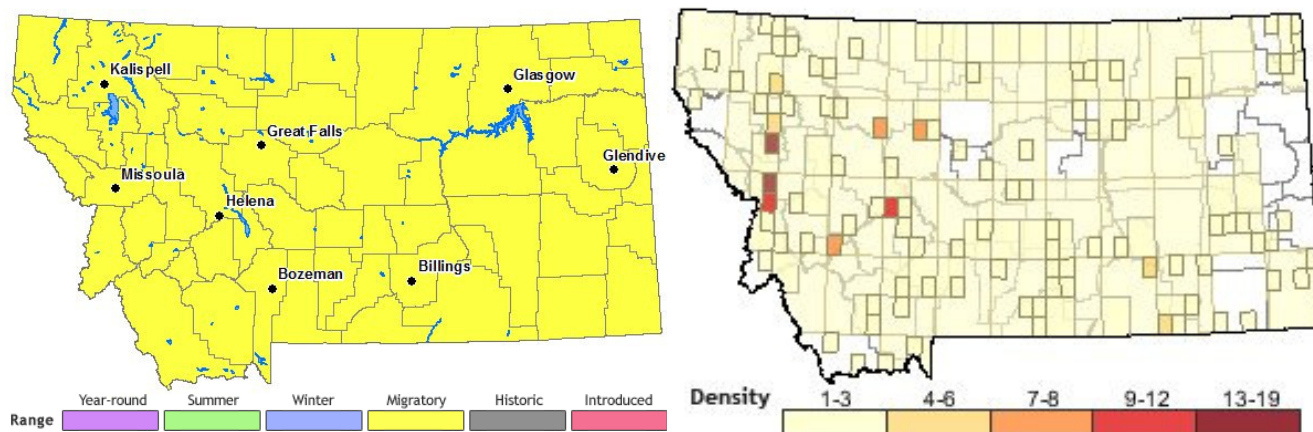 Kalispell
Glasgow
Great Falls
Glendive
Missoula
Helena
Bozeman
Billings
Range Year-round Summer Winter Migratory Historic Introduced
Density 1-3 4-6 7-8 9-12 13-19